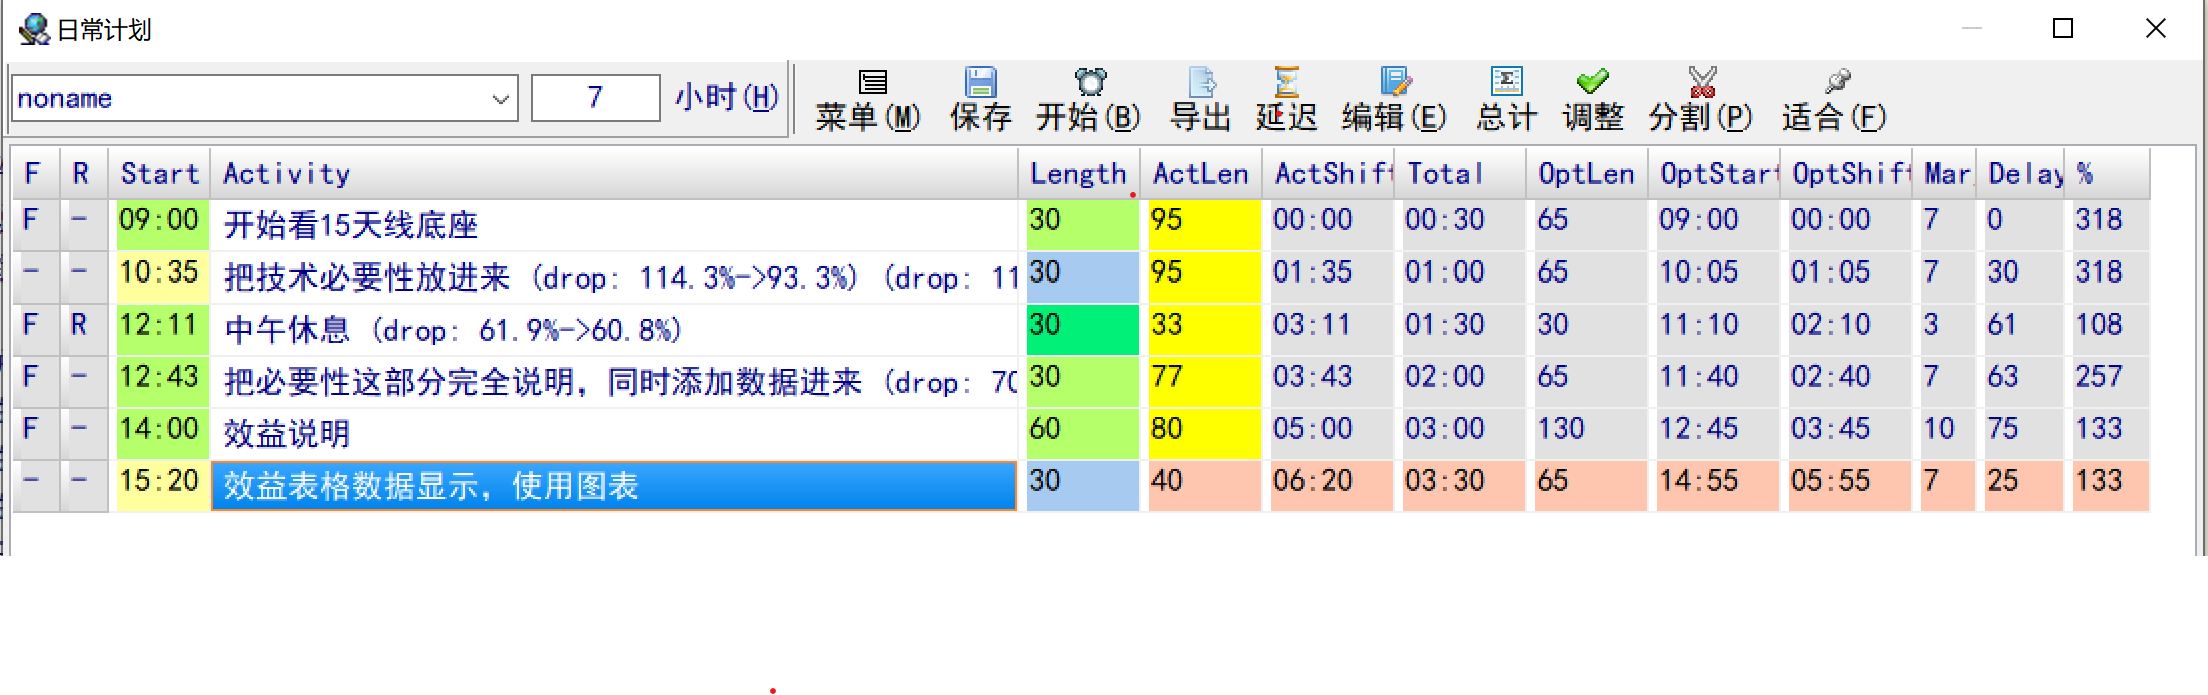 日常计划
noname 7 小时(H) 菜单(M) 保存 开始(B) 导出 延迟 编辑(E) 总计 调整 分割(P) 适合(F)
F R Start Activity Length ActLen ActShift Total OptLen OptStart OptShift Mar Delay %
F - 09:00 开始看15天线底座 30 95 00:00 00:30 65 09:00 00:00 7 0 318
- - 10:35 把技术必要性放进来 (drop: 114.3%->93.3%) (drop: 11 30 95 01:35 01:00 65 10:05 01:05 7 30 318
F R 12:11 中午休息 (drop: 61.9%->60.8%) 30 33 03:11 01:30 30 11:10 02:10 3 61 108
F - 12:43 把必要性这部分完全说明, 同时添加数据进来 (drop: 70 30 77 03:43 02:00 65 11:40 02:40 7 63 257
F - 14:00 效益说明 60 80 05:00 03:00 130 12:45 03:45 10 75 133
- - 15:20 效益表格数据显示, 使用图表 30 40 06:20 03:30 65 14:55 05:55 7 25 133